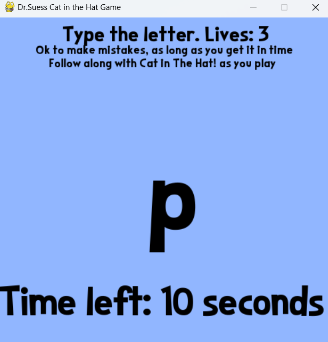 Dr.Suess Cat in the Hat Game
Type the letter. Lives: 3
Ok to make mistakes, as long as you get it in time
Follow along with Cat In The Hat! as you play
p
Time left: 10 seconds